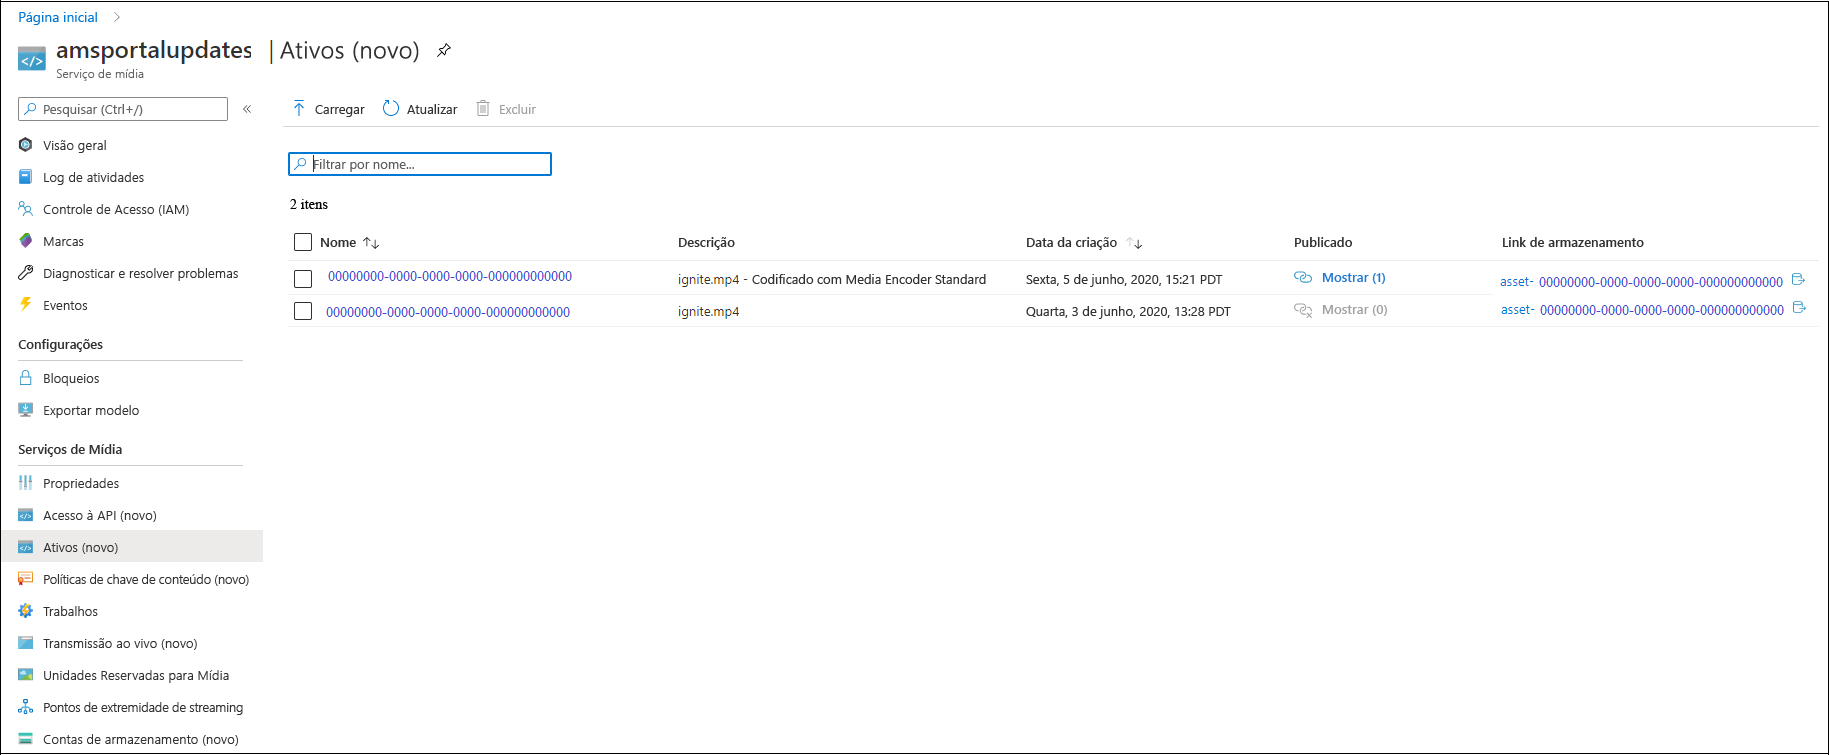 Página inicial
amsportalupdates | Ativos (novo)
Serviço de mídia
Pesquisar (Ctrl+/)
Visão geral
Log de atividades
Controle de Acesso (IAM)
Marcas
Diagnosticar e resolver problemas
Eventos
Configurações
Bloqueios
Exportar modelo
Serviços de Mídia
Propriedades
Acesso à API (novo)
Ativos (novo)
Políticas de chave de conteúdo (novo)
Trabalhos
Transmissão ao vivo (novo)
Unidades Reservadas para Mídia
Pontos de extremidade de streaming
Contas de armazenamento (novo)
Carregar Atualizar Excluir
Filtrar por nome...
2 itens
Nome Descrição Data da criação Publicado Link de armazenamento
00000000-0000-0000-0000-000000000000 ignite.mp4 - Codificado com Media Encoder Standard Sexta, 5 de junho, 2020, 15:21 PDT Mostrar (1) asset- 00000000-0000-0000-0000-000000000000
00000000-0000-0000-0000-000000000000 ignite.mp4 Quarta, 3 de junho, 2020, 13:28 PDT Mostrar (0) asset- 00000000-0000-0000-0000-000000000000